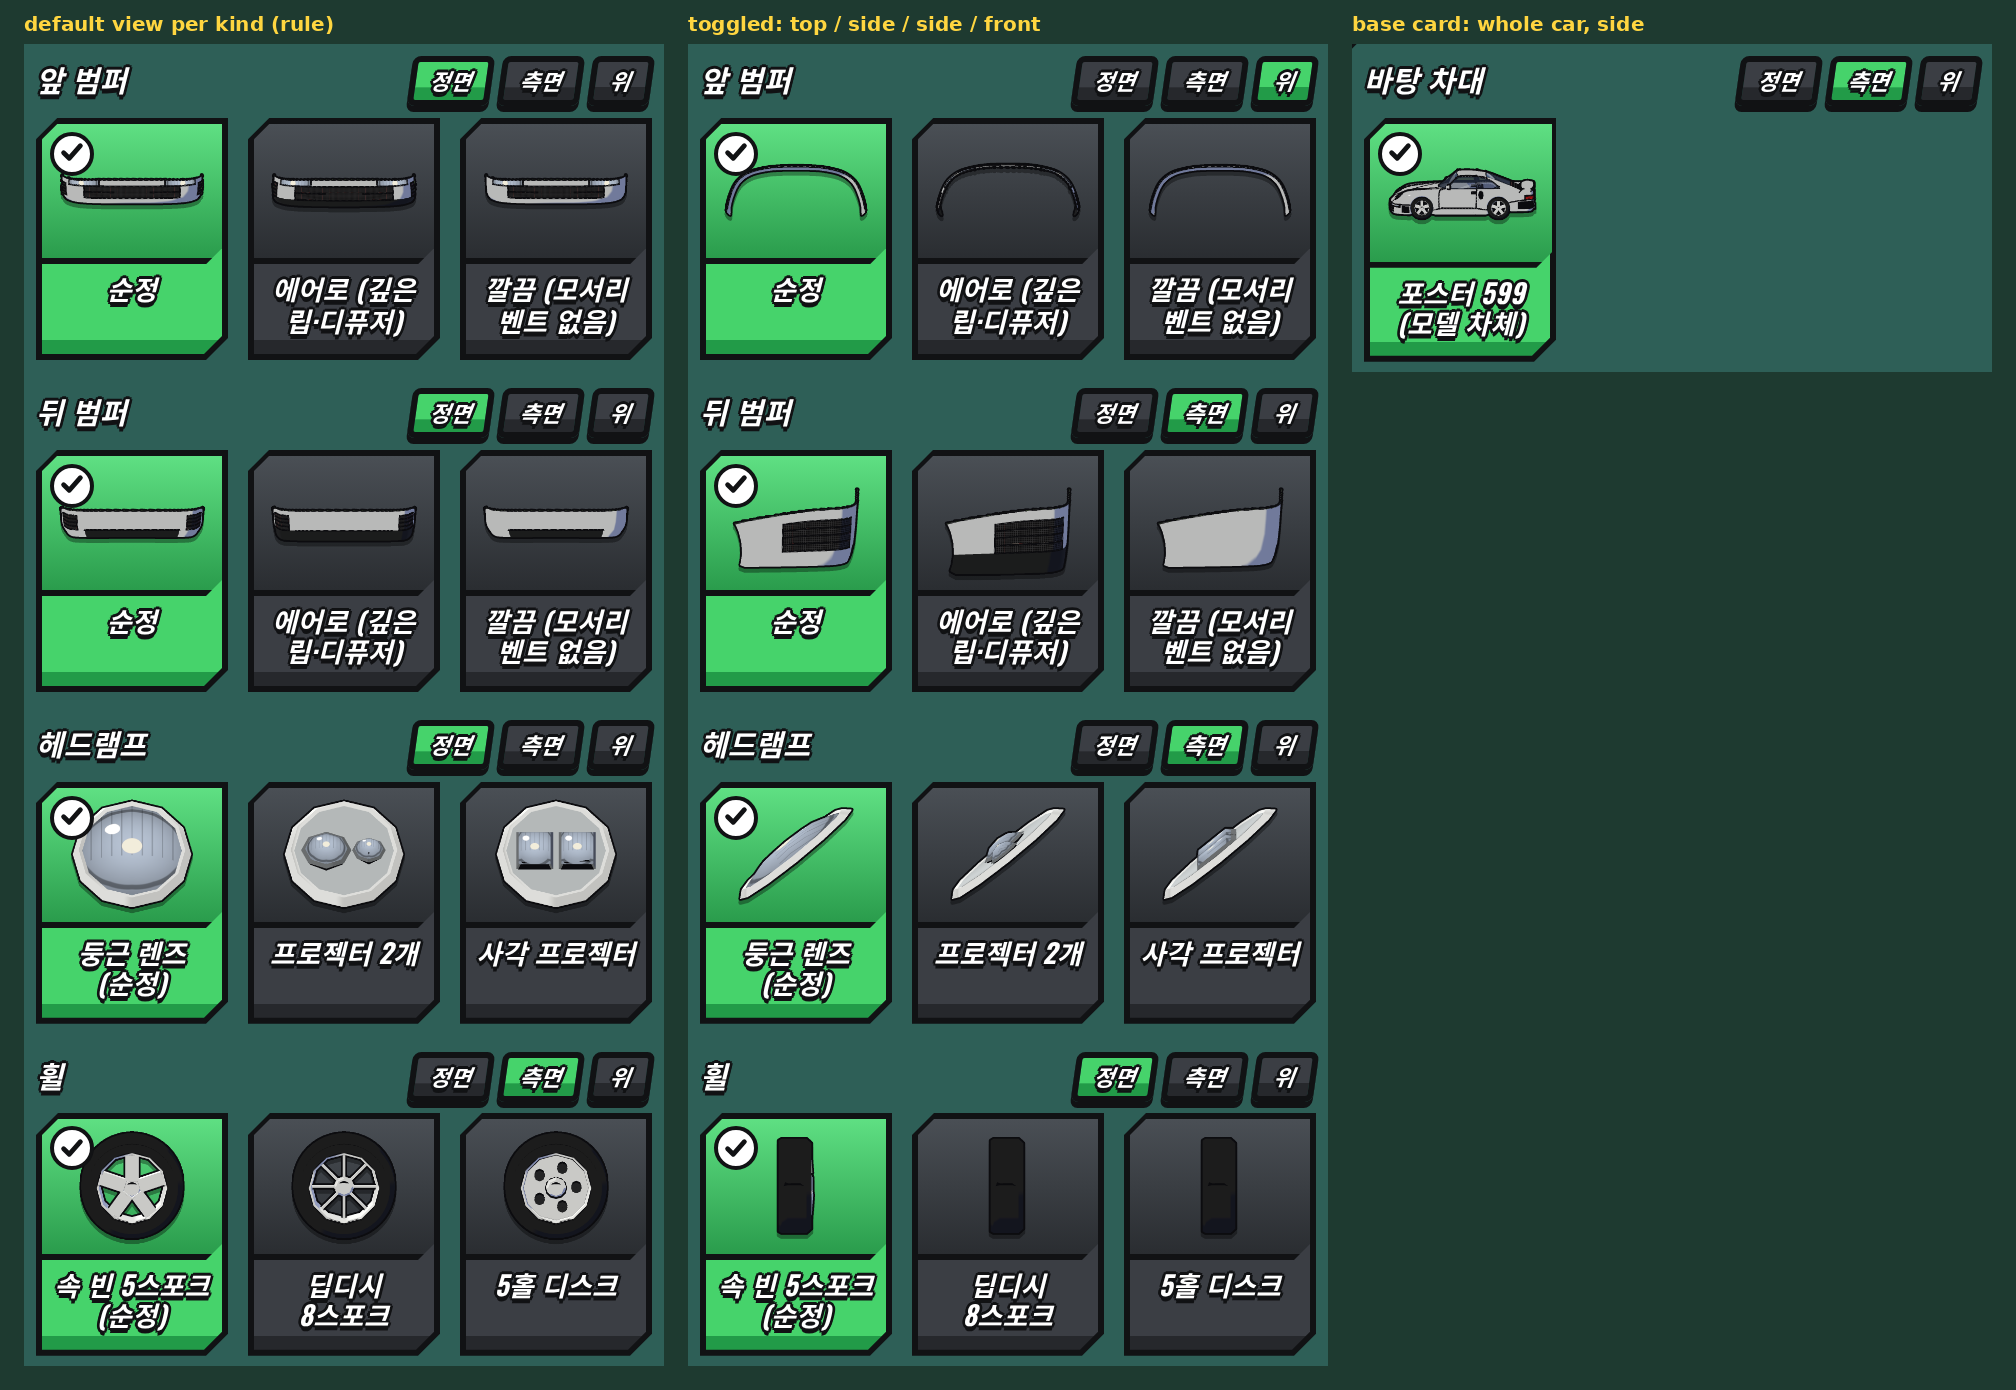 default view per kind (rule)
앞 범퍼
정면 측면 위
순정
에어로 (깊은
립·디퓨저)
깔끔 (모서리
벤트 없음)
뒤 범퍼
정면 측면 위
순정
에어로 (깊은
립·디퓨저)
깔끔 (모서리
벤트 없음)
헤드램프
정면 측면 위
둥근 렌즈
(순정)
프로젝터 2개
사각 프로젝터
휠
정면 측면 위
속 빈 5스포크
(순정)
딥디시
8스포크
5홀 디스크
toggled: top / side / side / front
앞 범퍼
정면 측면 위
순정
에어로 (깊은
립·디퓨저)
깔끔 (모서리
벤트 없음)
뒤 범퍼
정면 측면 위
순정
에어로 (깊은
립·디퓨저)
깔끔 (모서리
벤트 없음)
헤드램프
정면 측면 위
둥근 렌즈
(순정)
프로젝터 2개
사각 프로젝터
휠
정면 측면 위
속 빈 5스포크
(순정)
딥디시
8스포크
5홀 디스크
base card: whole car, side
바탕 차대
정면 측면 위
포스터 599
(모델 차체)